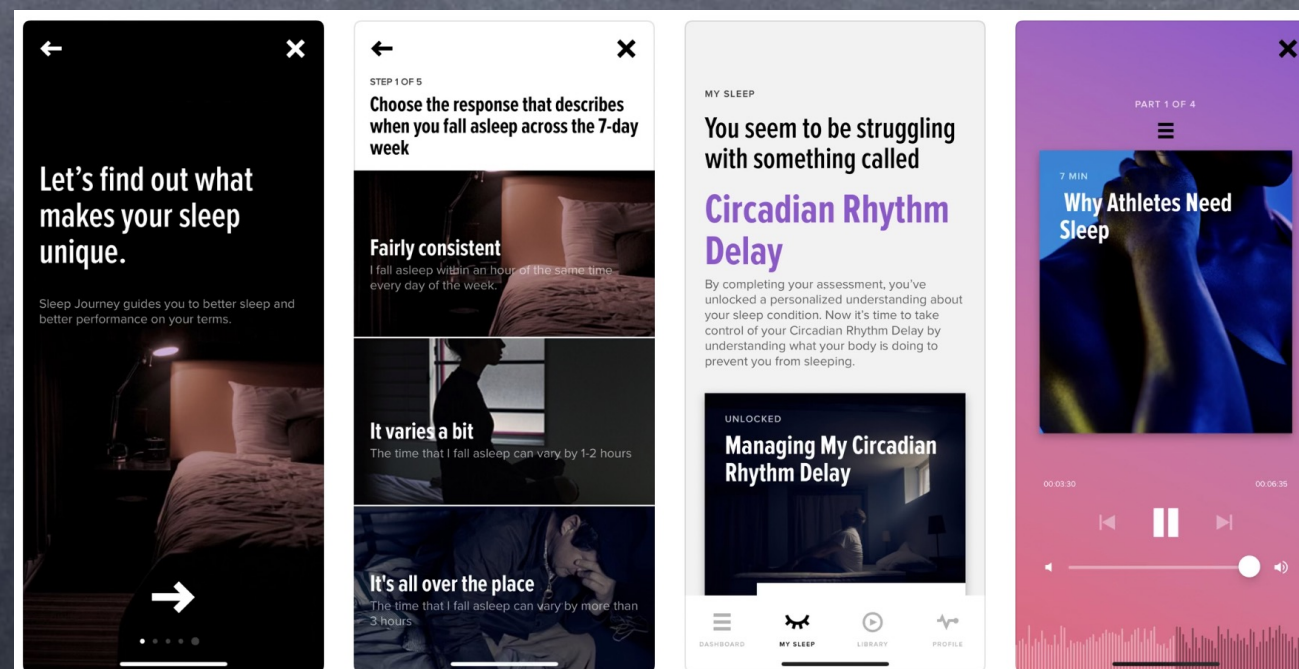 Let's find out what
makes your sleep
unique.
Sleep Journey guides you to better sleep and
better performance on your terms.
STEP 1 OF 5
Choose the response that describes
when you fall asleep across the 7-day
week
Fairly consistent
I fall asleep within an hour of the same time
every day of the week.
It varies a bit
The time that I fall asleep can vary by 1-2 hours
It's all over the place
The time that I fall asleep can vary by more than
3 hours
MY SLEEP
You seem to be struggling
with something called
Circadian Rhythm
Delay
By completing your assessment, you've
unlocked a personalized understanding about
your sleep condition. Now it's time to take
control of your Circadian Rhythm Delay by
understanding what your body is doing to
prevent you from sleeping.
UNLOCKED
Managing My Circadian
Rhythm Delay
DASHBOARD
MY SLEEP
LIBRARY
PROFILE
PART 1 OF 4
7 MIN
Why Athletes Need
Sleep
00:03:30
00:06:35